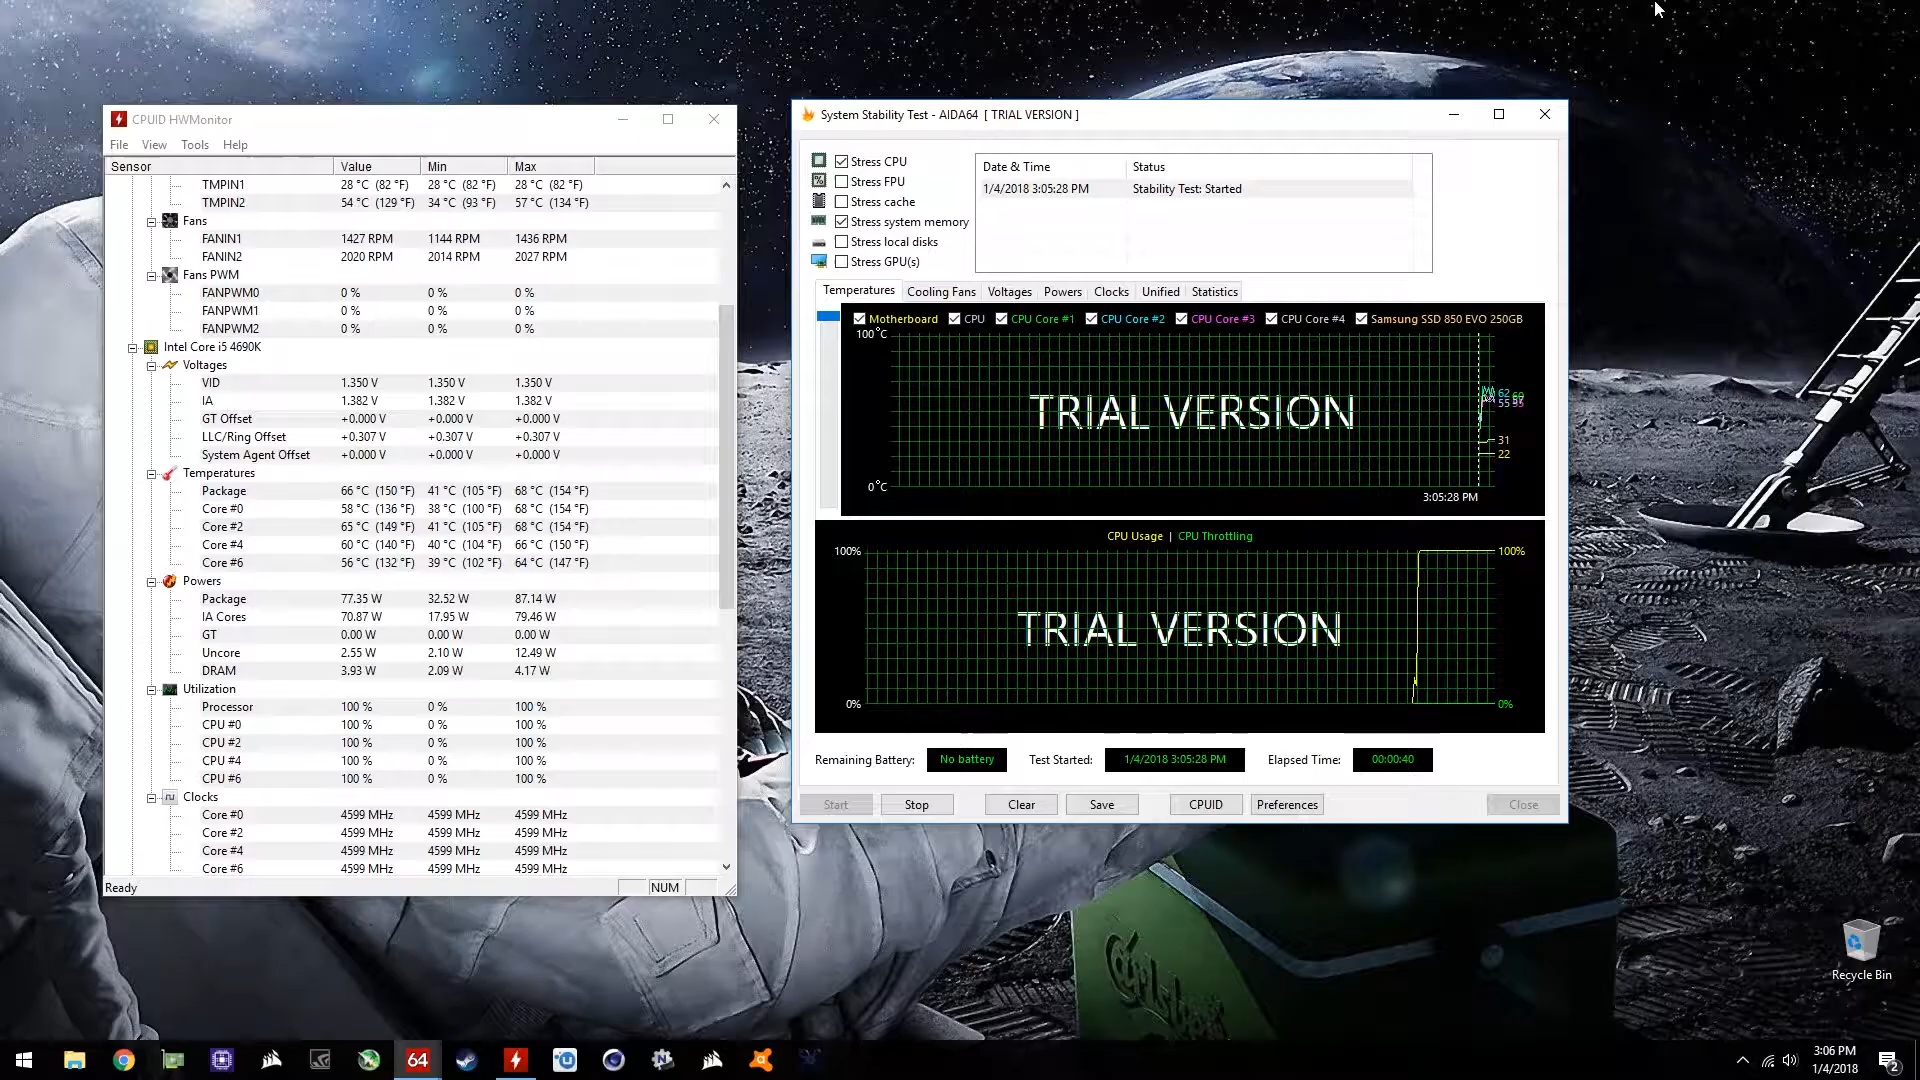 CPUID HWMonitor
File View Tools Help
Sensor Value Min Max
TMPIN1 28 °C (82 °F) 28 °C (82 °F) 28 °C (82 °F)
TMPIN2 54 °C (129 °F) 34 °C (93 °F) 57 °C (134 °F)
Fans
FANIN1 1427 RPM 1144 RPM 1436 RPM
FANIN2 2020 RPM 2014 RPM 2027 RPM
Fans PWM
FANPWM0 0 % 0 % 0 %
FANPWM1 0 % 0 % 0 %
FANPWM2 0 % 0 % 0 %
Intel Core i5 4690K
Voltages
VID 1.350 V 1.350 V 1.350 V
IA 1.382 V 1.382 V 1.382 V
GT Offset +0.000 V +0.000 V +0.000 V
LLC/Ring Offset +0.307 V +0.307 V +0.307 V
System Agent Offset +0.000 V +0.000 V +0.000 V
Temperatures
Package 66 °C (150 °F) 41 °C (105 °F) 68 °C (154 °F)
Core #0 58 °C (136 °F) 38 °C (100 °F) 68 °C (154 °F)
Core #2 65 °C (149 °F) 41 °C (105 °F) 68 °C (154 °F)
Core #4 60 °C (140 °F) 40 °C (104 °F) 66 °C (150 °F)
Core #6 56 °C (132 °F) 39 °C (102 °F) 64 °C (147 °F)
Powers
Package 77.35 W 32.52 W 87.14 W
IA Cores 70.87 W 17.95 W 79.46 W
GT 0.00 W 0.00 W 0.00 W
Uncore 2.55 W 2.10 W 12.49 W
DRAM 3.93 W 2.09 W 4.17 W
Utilization
Processor 100 % 0 % 100 %
CPU #0 100 % 0 % 100 %
CPU #2 100 % 0 % 100 %
CPU #4 100 % 0 % 100 %
CPU #6 100 % 0 % 100 %
Clocks
Core #0 4599 MHz 4599 MHz 4599 MHz
Core #2 4599 MHz 4599 MHz 4599 MHz
Core #4 4599 MHz 4599 MHz 4599 MHz
Core #6 4599 MHz 4599 MHz 4599 MHz
Ready NUM
System Stability Test - AIDA64 [ TRIAL VERSION ]
Stress CPU
Stress FPU
Stress cache
Stress system memory
Stress local disks
Stress GPU(s)
Date & Time Status
1/4/2018 3:05:28 PM Stability Test: Started
Temperatures Cooling Fans Voltages Powers Clocks Unified Statistics
Motherboard CPU CPU Core #1 CPU Core #2 CPU Core #3 CPU Core #4 Samsung SSD 850 EVO 250GB
100°C
TRIAL VERSION
62
55
31
22
0°C
3:05:28 PM
CPU Usage | CPU Throttling
100% 100%
TRIAL VERSION
0% 0%
Remaining Battery: No battery Test Started: 1/4/2018 3:05:28 PM Elapsed Time: 00:00:40
Start Stop Clear Save CPUID Preferences Close
Carlsberg
Recycle Bin
64
3:06 PM
1/4/2018
2